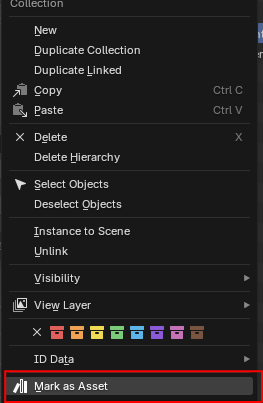 Collection
New
Duplicate Collection
Duplicate Linked
Copy Ctrl C
Paste Ctrl V
Delete X
Delete Hierarchy
Select Objects
Deselect Objects
Instance to Scene
Unlink
Visibility
View Layer
ID Data
Mark as Asset